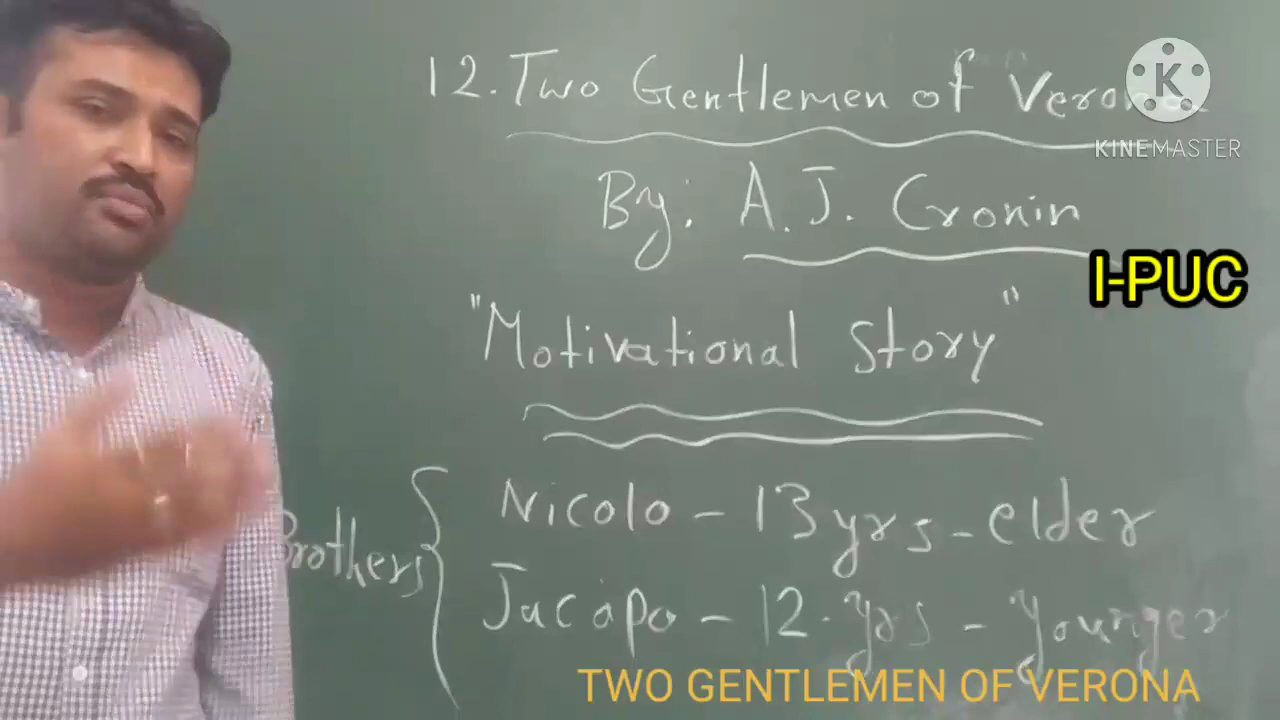 12. Two Gentlemen of Verona
K
KINEMASTER
By: A.J. Cronin
I-PUC
"Motivational Story"
Brothers
Nicolo - 13 yrs - elder
Jacopo - 12 yrs - younger
TWO GENTLEMEN OF VERONA